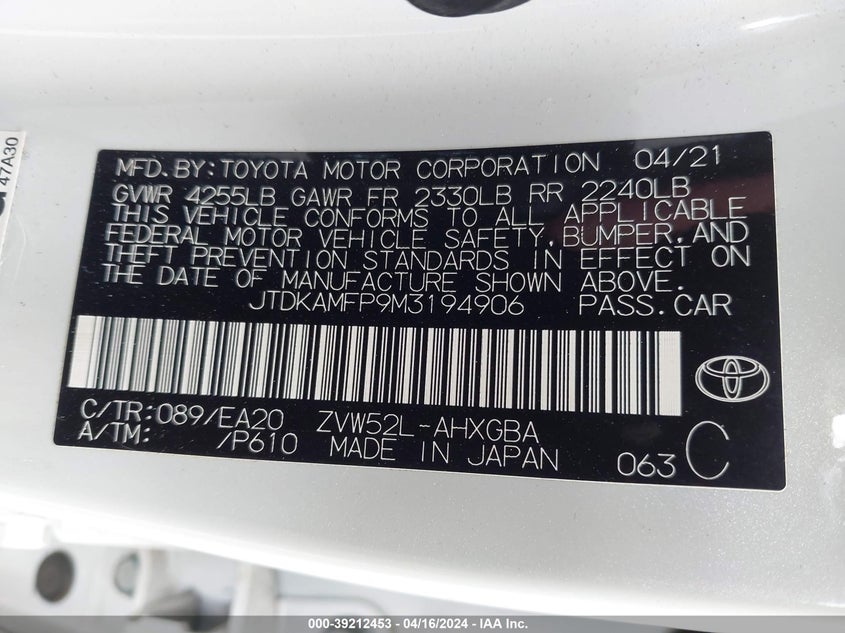 47A30
MFD.BY:TOYOTA MOTOR CORPORATION 04/21
GVWR 4255LB GAWR FR 2330LB RR 2240LB
THIS VEHICLE CONFORMS TO ALL APPLICABLE
FEDERAL MOTOR VEHICLE SAFETY,BUMPER,AND
THEFT PREVENTION STANDARDS IN EFFECT ON
THE DATE OF MANUFACTURE SHOWN ABOVE.
JTDKAMFP9M3194906 PASS.CAR
C/TR:089/EA20 ZVW52L-AHXGBA
A/TM: /P610 MADE IN JAPAN 063 C
000-39212453 - 04/16/2024 - IAA Inc.